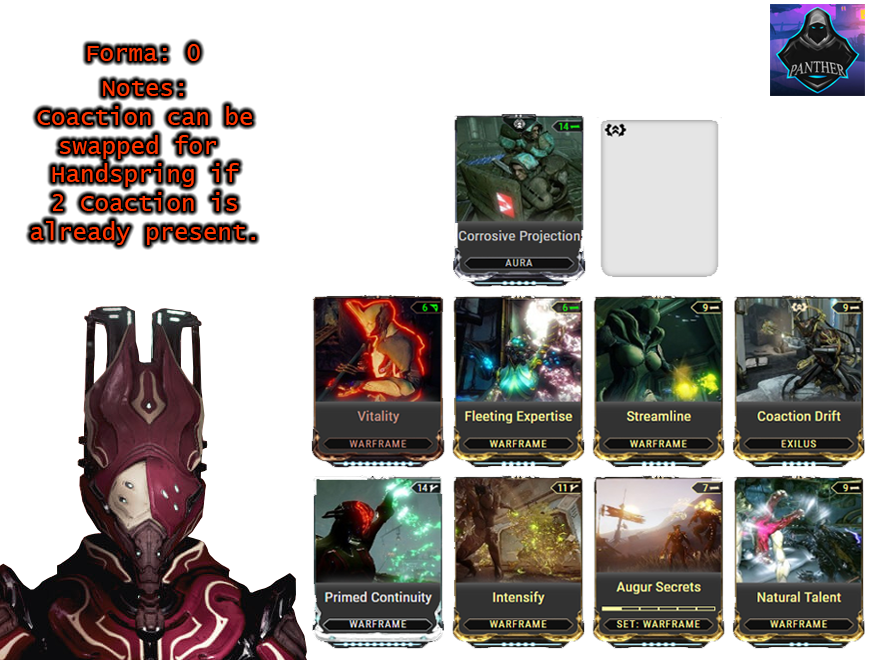 Forma: 0
Notes:
Coaction can be
swapped for
Handspring if
2 Coaction is
already present.
PANTHER
14
Corrosive Projection
AURA
6
Vitality
WARFRAME
6
Fleeting Expertise
WARFRAME
9
Streamline
WARFRAME
9
Coaction Drift
EXILUS
14
Primed Continuity
WARFRAME
11
Intensify
WARFRAME
7
Augur Secrets
SET: WARFRAME
9
Natural Talent
WARFRAME